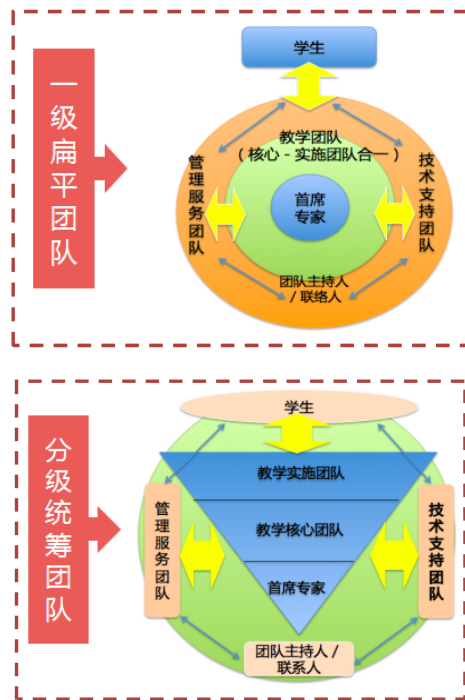 一级扁平团队
学生
教学团队
（核心－实施团队合一）
管理服务团队
首席
专家
技术支持团队
团队主持人
/ 联络人
分级统筹团队
学生
教学实施团队
教学核心团队
首席专家
管理服务团队
技术支持团队
团队主持人 /
联系人